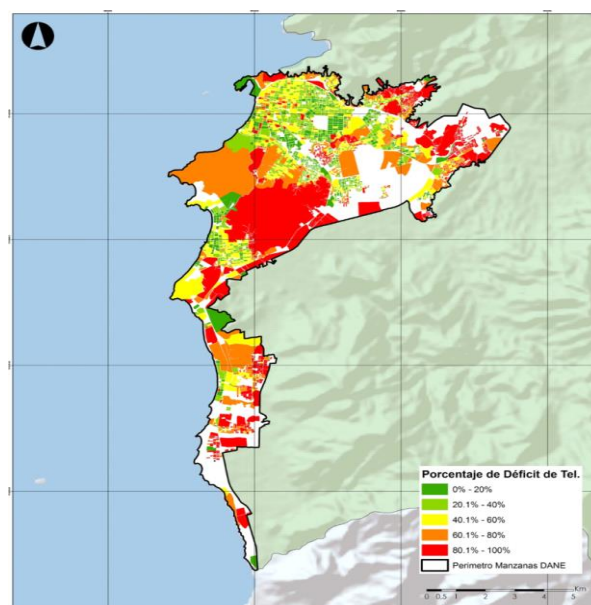 Porcentaje de Déficit de Tel.
0% - 20%
20.1% - 40%
40.1% - 60%
60.1% - 80%
80.1% - 100%
Perimetro Manzanas DANE
Km
0 0.5 1 2 3 4 5